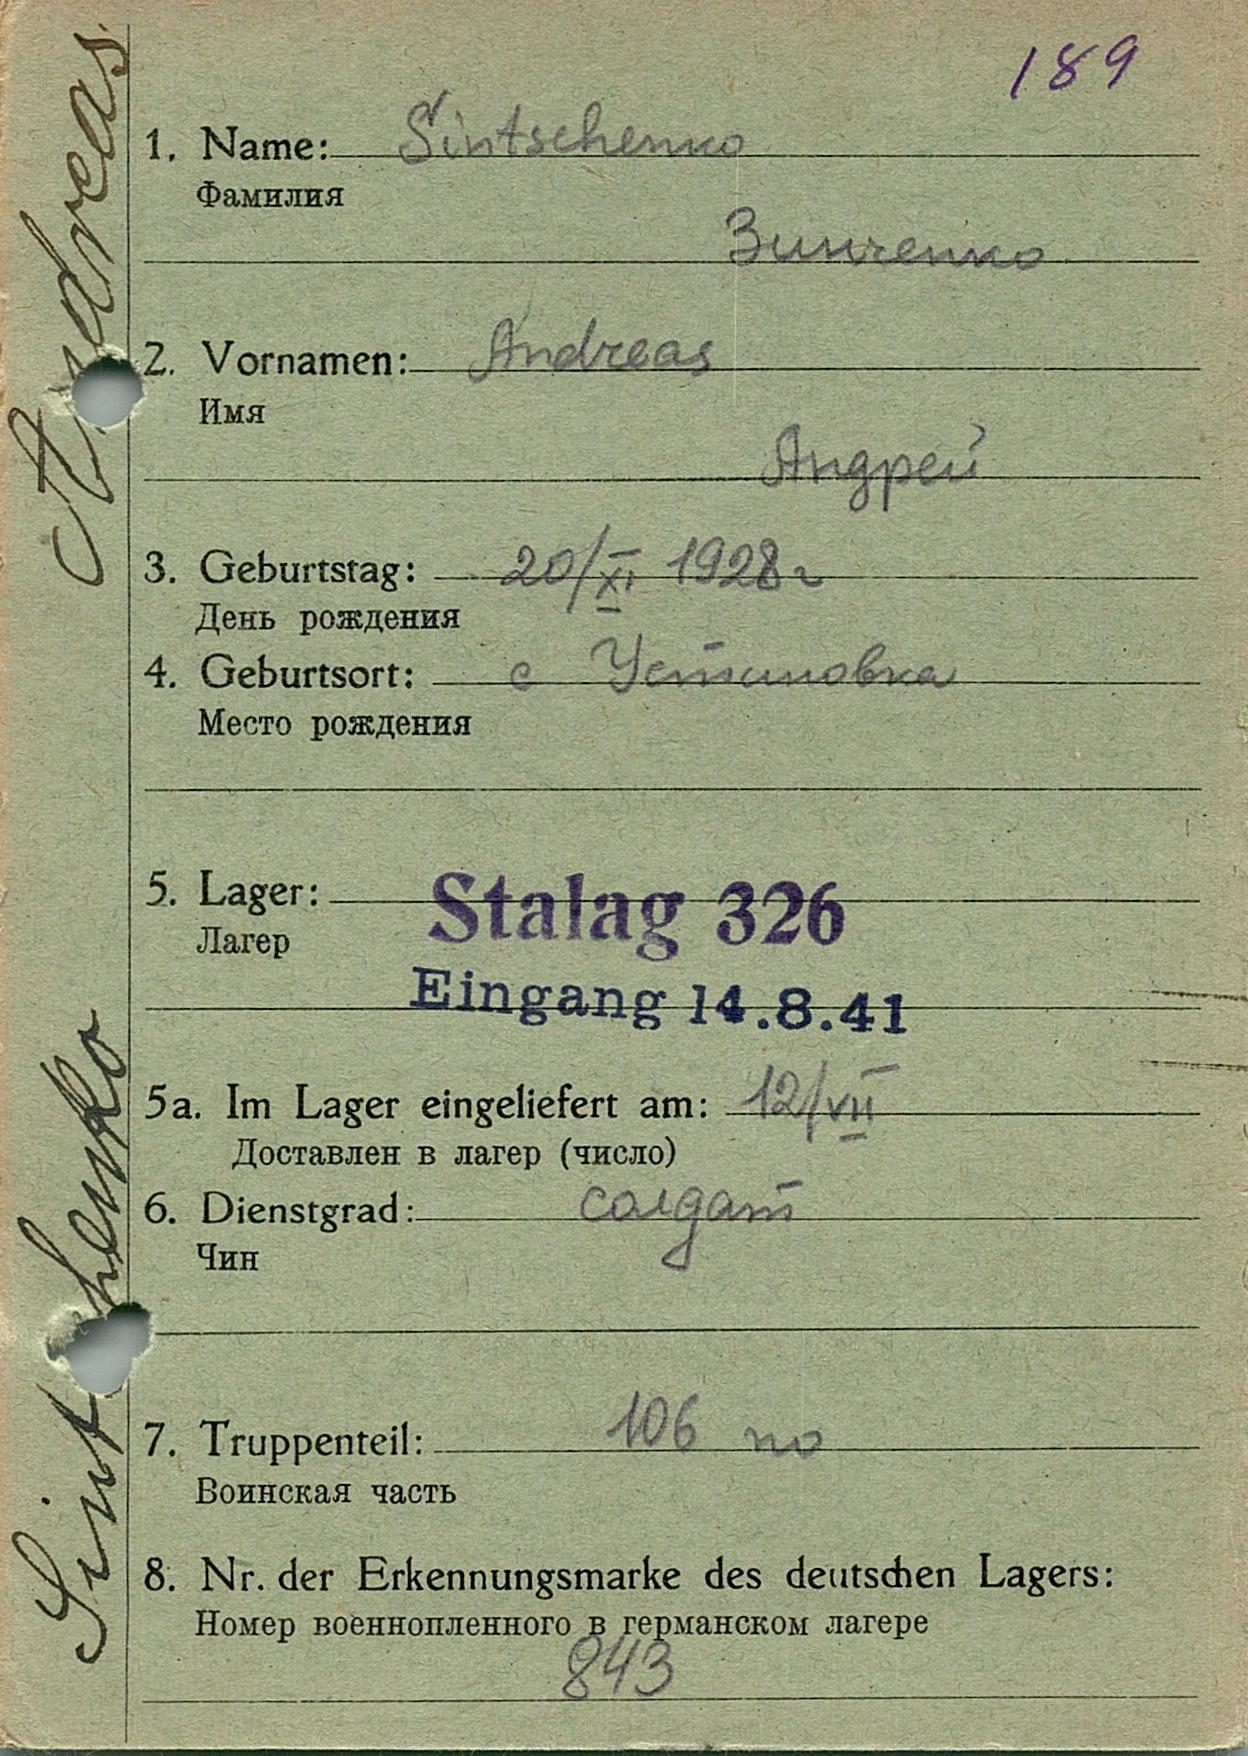 189
1. Name: Sintschenko
Фамилия
Зинченко
2. Vornamen: Andreas
Имя
Андрей
3. Geburtstag: 20/XI 1928 г
День рождения
4. Geburtsort: с Устиновка
Место рождения
5. Lager: Stalag 326
Лагер
Eingang 14.8.41
5a. Im Lager eingeliefert am: 12/VII
Доставлен в лагер (число)
6. Dienstgrad: солдат
Чин
7. Truppenteil: 106 по
Воинская часть
8. Nr. der Erkennungsmarke des deutschen Lagers:
Номер военнопленного в германском лагере
843
Sintschenko Andreas